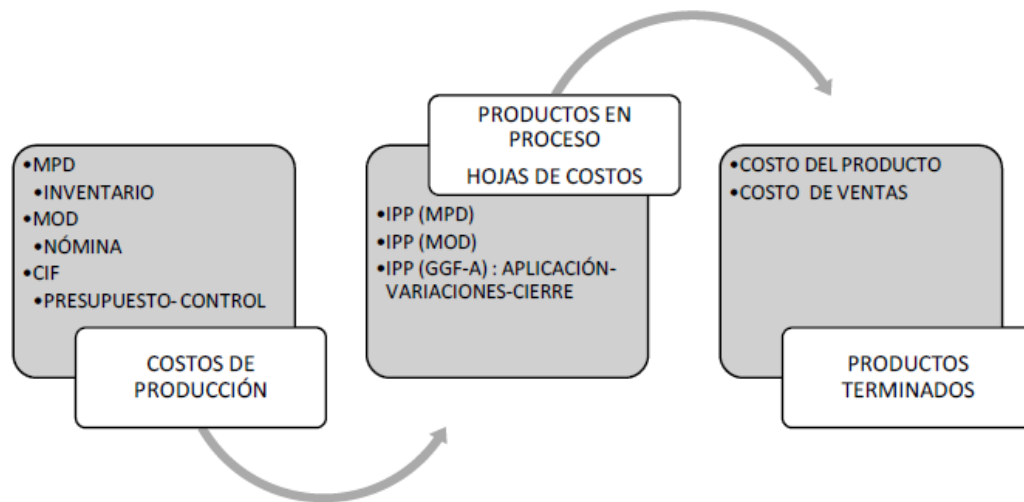 •MPD
•INVENTARIO
•MOD
•NÓMINA
•CIF
•PRESUPUESTO- CONTROL
COSTOS DE
PRODUCCIÓN
PRODUCTOS EN
PROCESO
HOJAS DE COSTOS
•IPP (MPD)
•IPP (MOD)
•IPP (GGF-A) : APLICACIÓN-
VARIACIONES-CIERRE
•COSTO DEL PRODUCTO
•COSTO DE VENTAS
PRODUCTOS
TERMINADOS